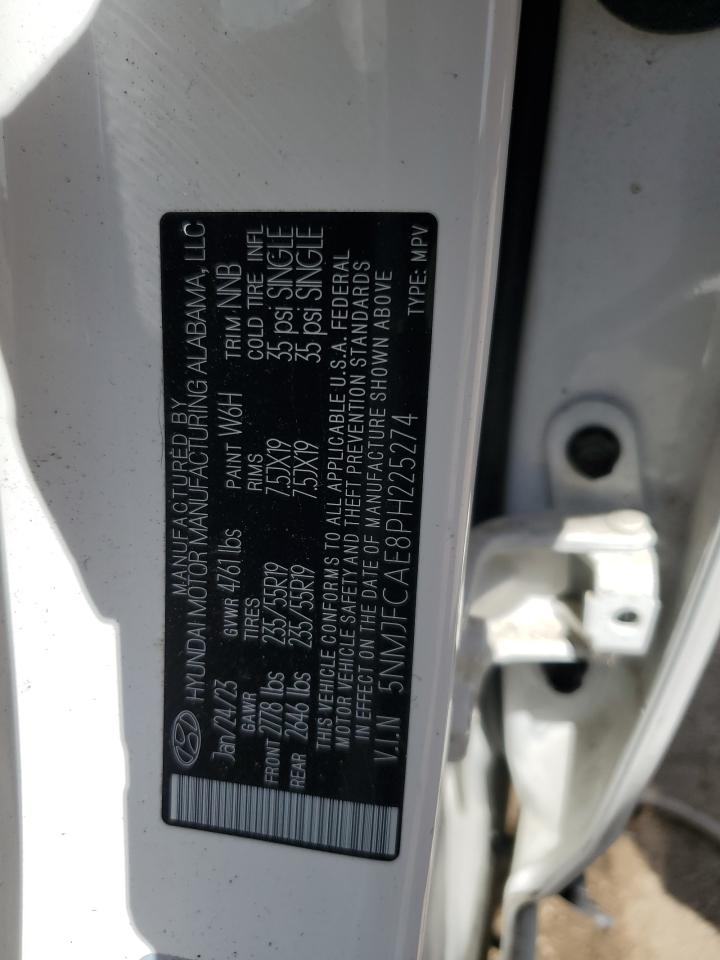 MANUFACTURED BY
HYUNDAI MOTOR MANUFACTURING ALABAMA, LLC
Jan/24/23 GVWR 4761 lbs PAINT W6H TRIM NNB
GAWR TIRES RIMS COLD TIRE INFL
FRONT 2778 lbs 235/55R19 7.5JX19 35 psi SINGLE
REAR 2646 lbs 235/55R19 7.5JX19 35 psi SINGLE
THIS VEHICLE CONFORMS TO ALL APPLICABLE U.S.A. FEDERAL
MOTOR VEHICLE SAFETY AND THEFT PREVENTION STANDARDS
IN EFFECT ON THE DATE OF MANUFACTURE SHOWN ABOVE
V.I.N 5NMJFCAE8PH225274
TYPE: MPV